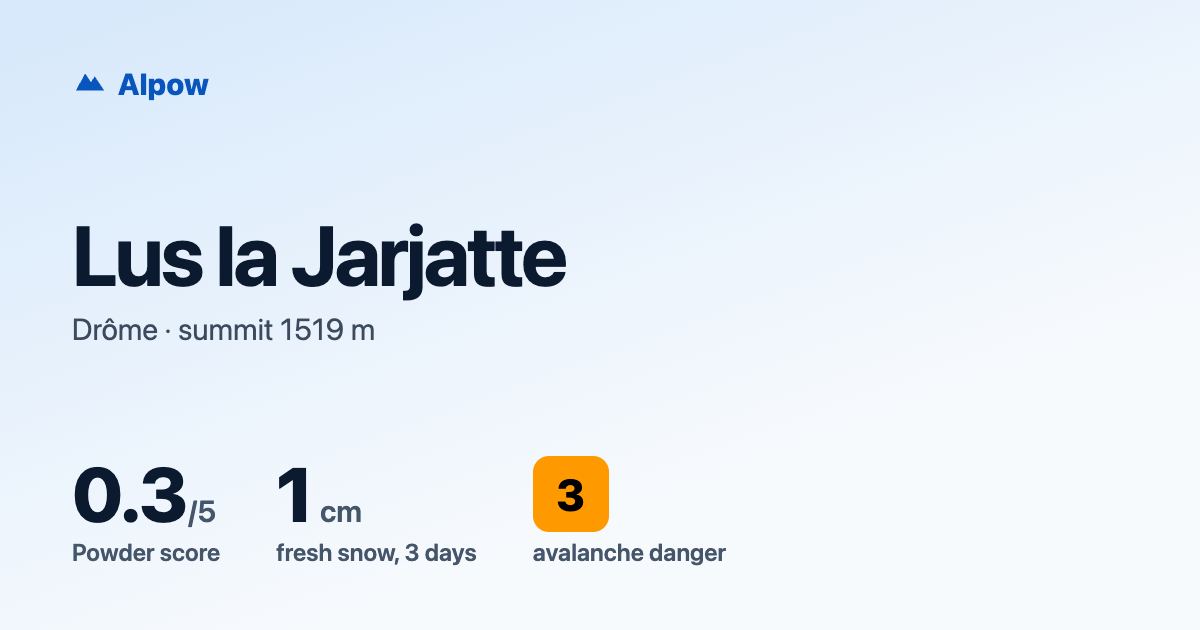 Alpow
Lus la Jarjatte
Drôme · summit 1519 m
0.3/5
Powder score
1 cm
fresh snow, 3 days
3
avalanche danger